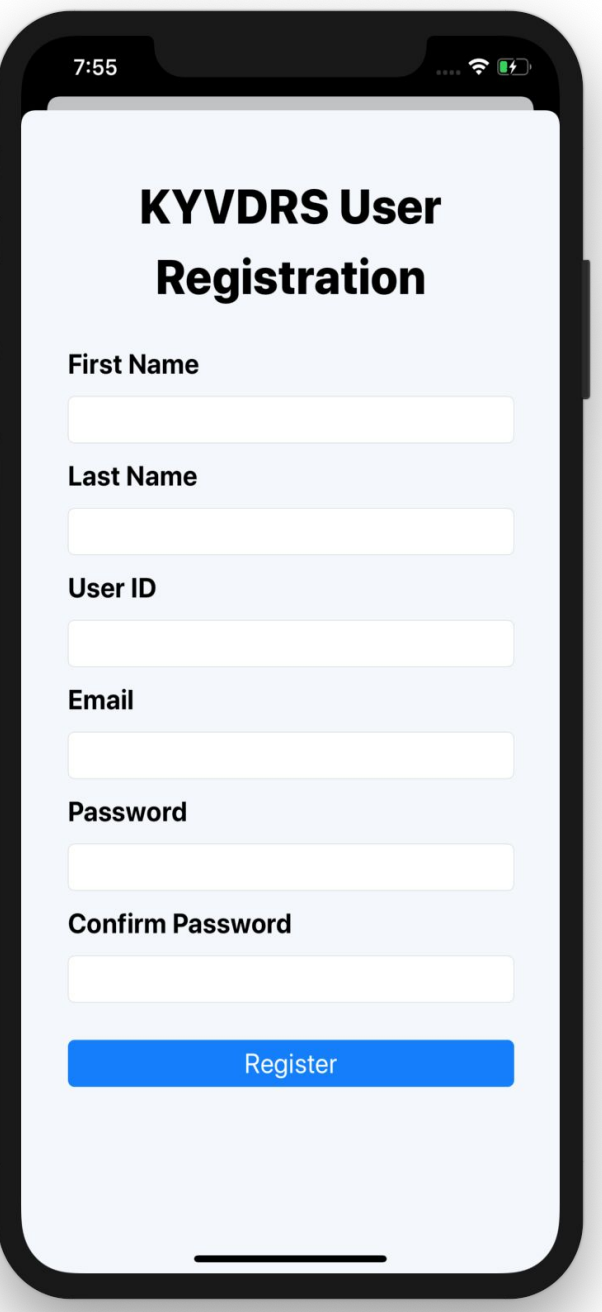 7:55
KYVDRS User
Registration
First Name
Last Name
User ID
Email
Password
Confirm Password
Register